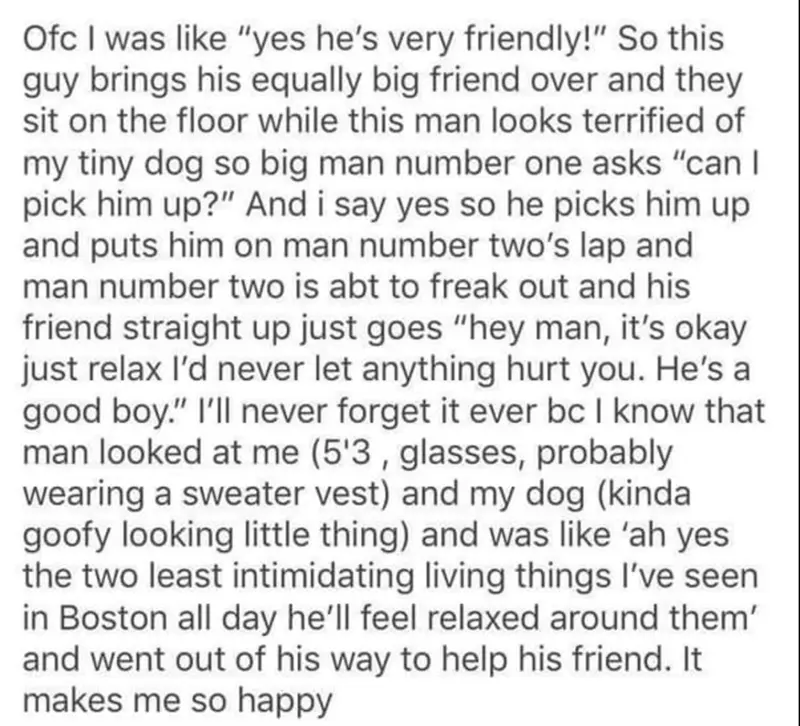 Ofc I was like “yes he’s very friendly!” So this
guy brings his equally big friend over and they
sit on the floor while this man looks terrified of
my tiny dog so big man number one asks “can I
pick him up?” And i say yes so he picks him up
and puts him on man number two’s lap and
man number two is abt to freak out and his
friend straight up just goes “hey man, it’s okay
just relax I’d never let anything hurt you. He’s a
good boy.” I’ll never forget it ever bc I know that
man looked at me (5'3 , glasses, probably
wearing a sweater vest) and my dog (kinda
goofy looking little thing) and was like ‘ah yes
the two least intimidating living things I’ve seen
in Boston all day he’ll feel relaxed around them’
and went out of his way to help his friend. It
makes me so happy